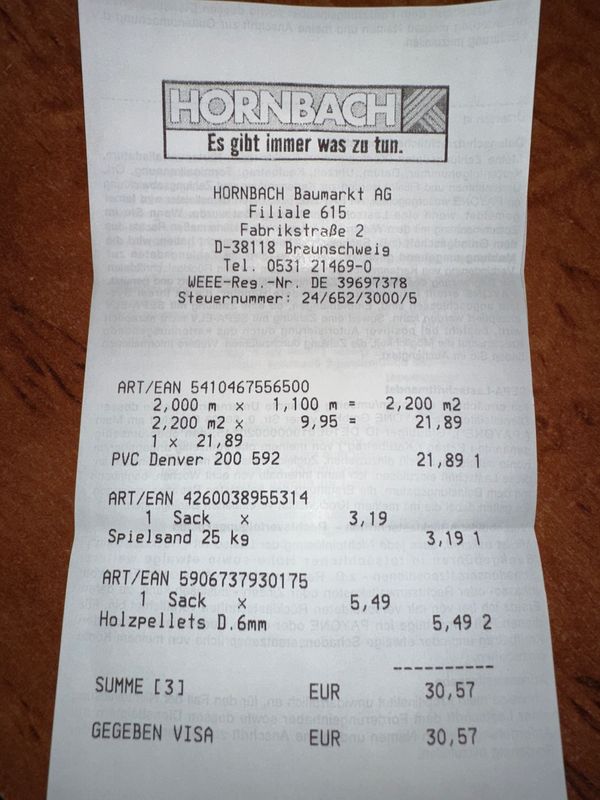 HORNBACH
Es gibt immer was zu tun.
HORNBACH Baumarkt AG
Filiale 615
Fabrikstraße 2
D-38118 Braunschweig
Tel. 0531 21469-0
WEEE-Reg.-Nr. DE 39697378
Steuernummer: 24/652/3000/5
ART/EAN 5410467556500
2,000 m x 1,100 m = 2,200 m2
2,200 m2 x 9,95 = 21,89
1 x 21,89
PVC Denver 200 592 21,89 1
ART/EAN 4260038955314
1 Sack x 3,19
Spielsand 25 kg 3,19 1
ART/EAN 5906737930175
1 Sack x 5,49
Holzpellets D.6mm 5,49 2
SUMME [3] EUR 30,57
GEGEBEN VISA EUR 30,57